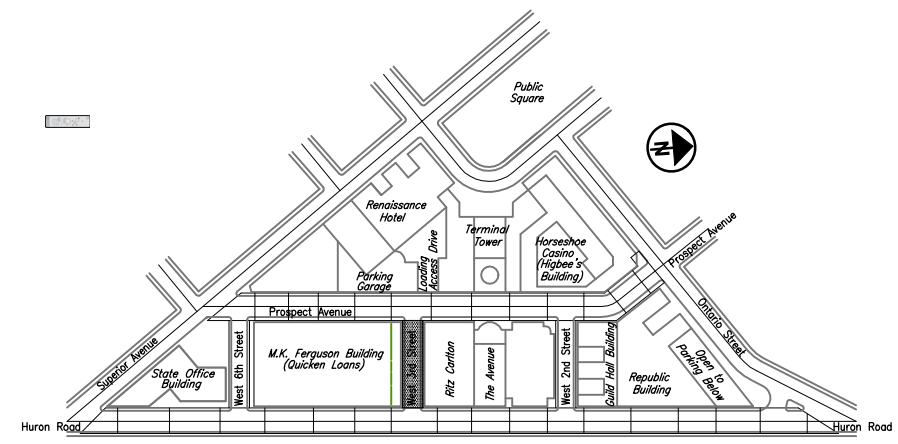 Public
Square
N
Renaissance
Hotel
Terminal
Tower
Horseshoe
Casino
(Higbee's
Building)
Loading
Access Drive
Parking
Garage
Prospect Avenue
Prospect Avenue
Ontario Street
Superior Avenue
State Office
Building
West 6th Street
M.K. Ferguson Building
(Quicken Loans)
West 3rd Street
Ritz Carlton
The Avenue
West 2nd Street
Guild Hall Building
Republic
Building
Open to
Parking Below
Huron Road
Huron Road